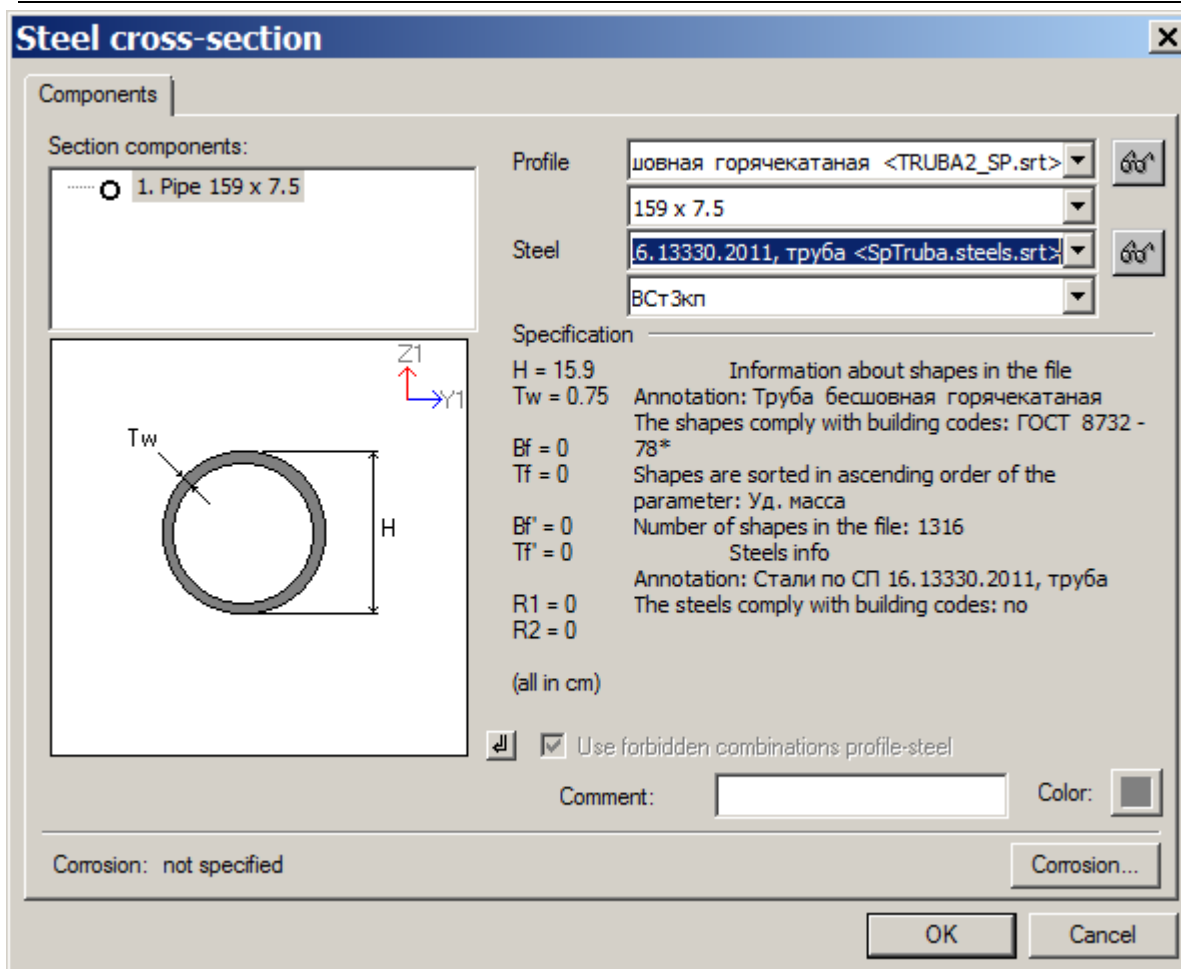 Steel cross-section
Components
Section components:
1. Pipe 159 x 7.5
Profile
шовная горячекатаная <TRUBA2_SP.srt>
159 x 7.5
Steel
.6.13330.2011, труба <SpTruba.steels.srt>
ВСт3кп
Specification
H = 15.9
Tw = 0.75
Bf = 0
Tf = 0
Bf' = 0
Tf' = 0
R1 = 0
R2 = 0
(all in cm)
Information about shapes in the file
Annotation: Труба бесшовная горячекатаная
The shapes comply with building codes: ГОСТ 8732 -
78*
Shapes are sorted in ascending order of the
parameter: Уд. масса
Number of shapes in the file: 1316
Steels info
Annotation: Стали по СП 16.13330.2011, труба
The steels comply with building codes: no
Z1
Y1
Tw
H
Use forbidden combinations profile-steel
Comment:
Color:
Corrosion: not specified
Corrosion...
OK
Cancel